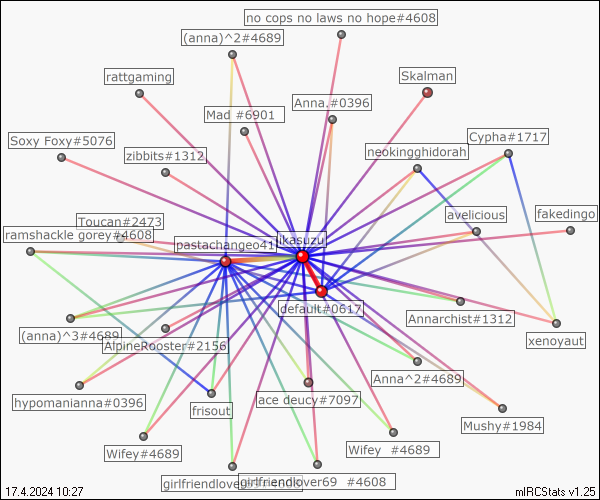 no cops no laws no hope#4608
(anna)^2#4689
rattgaming
Skalman
Mad #6901
Anna.#0396
Soxy Foxy#5076
zibbits#1312
neokingghidorah
Cypha#1717
Toucan#2473
avelicious
fakedingo
ramshackle gorey#4608
pastachangeo41
likasuzu
default#0617
Annarchist#1312
(anna)^3#4689
AlpineRooster#2156
xenoyaut
Anna^2#4689
hypomanianna#0396
frisout
ace deucy#7097
Mushy#1984
Wifey#4689
Wifey #4689
girlfriendlove
girlfriendlover69 #4608
17.4.2024 10:27
mIRCStats v1.25